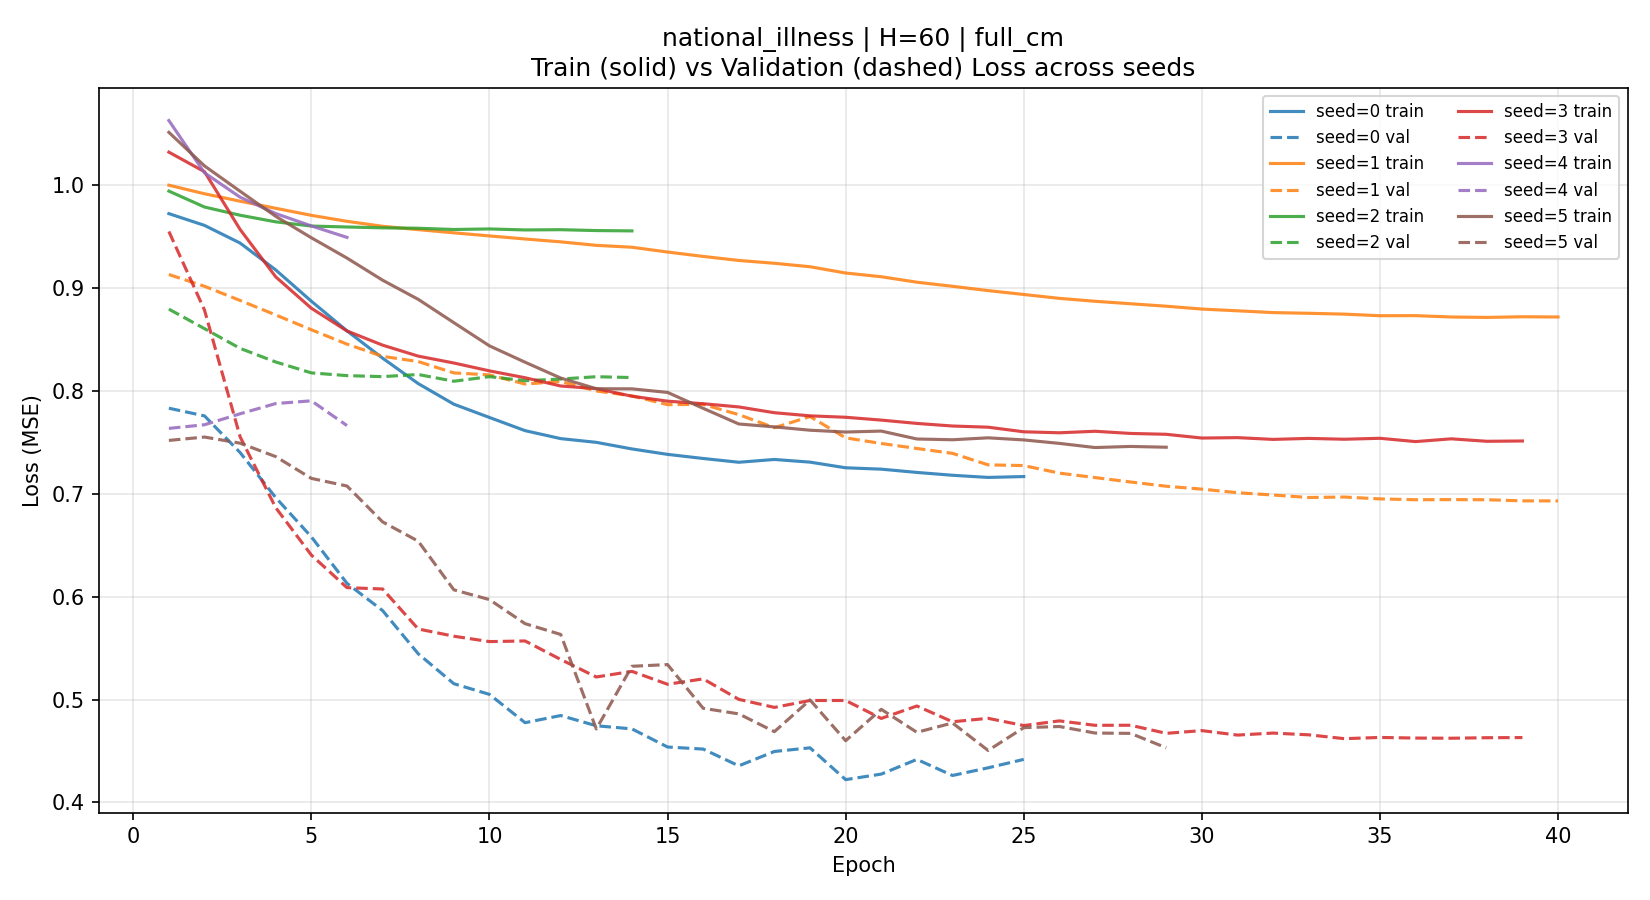 national_illness | H=60 | full_cm
Train (solid) vs Validation (dashed) Loss across seeds
seed=0 train
seed=0 val
seed=1 train
seed=1 val
seed=2 train
seed=2 val
seed=3 train
seed=3 val
seed=4 train
seed=4 val
seed=5 train
seed=5 val
Loss (MSE)
1.0
0.9
0.8
0.7
0.6
0.5
0.4
0 5 10 15 20 25 30 35 40
Epoch